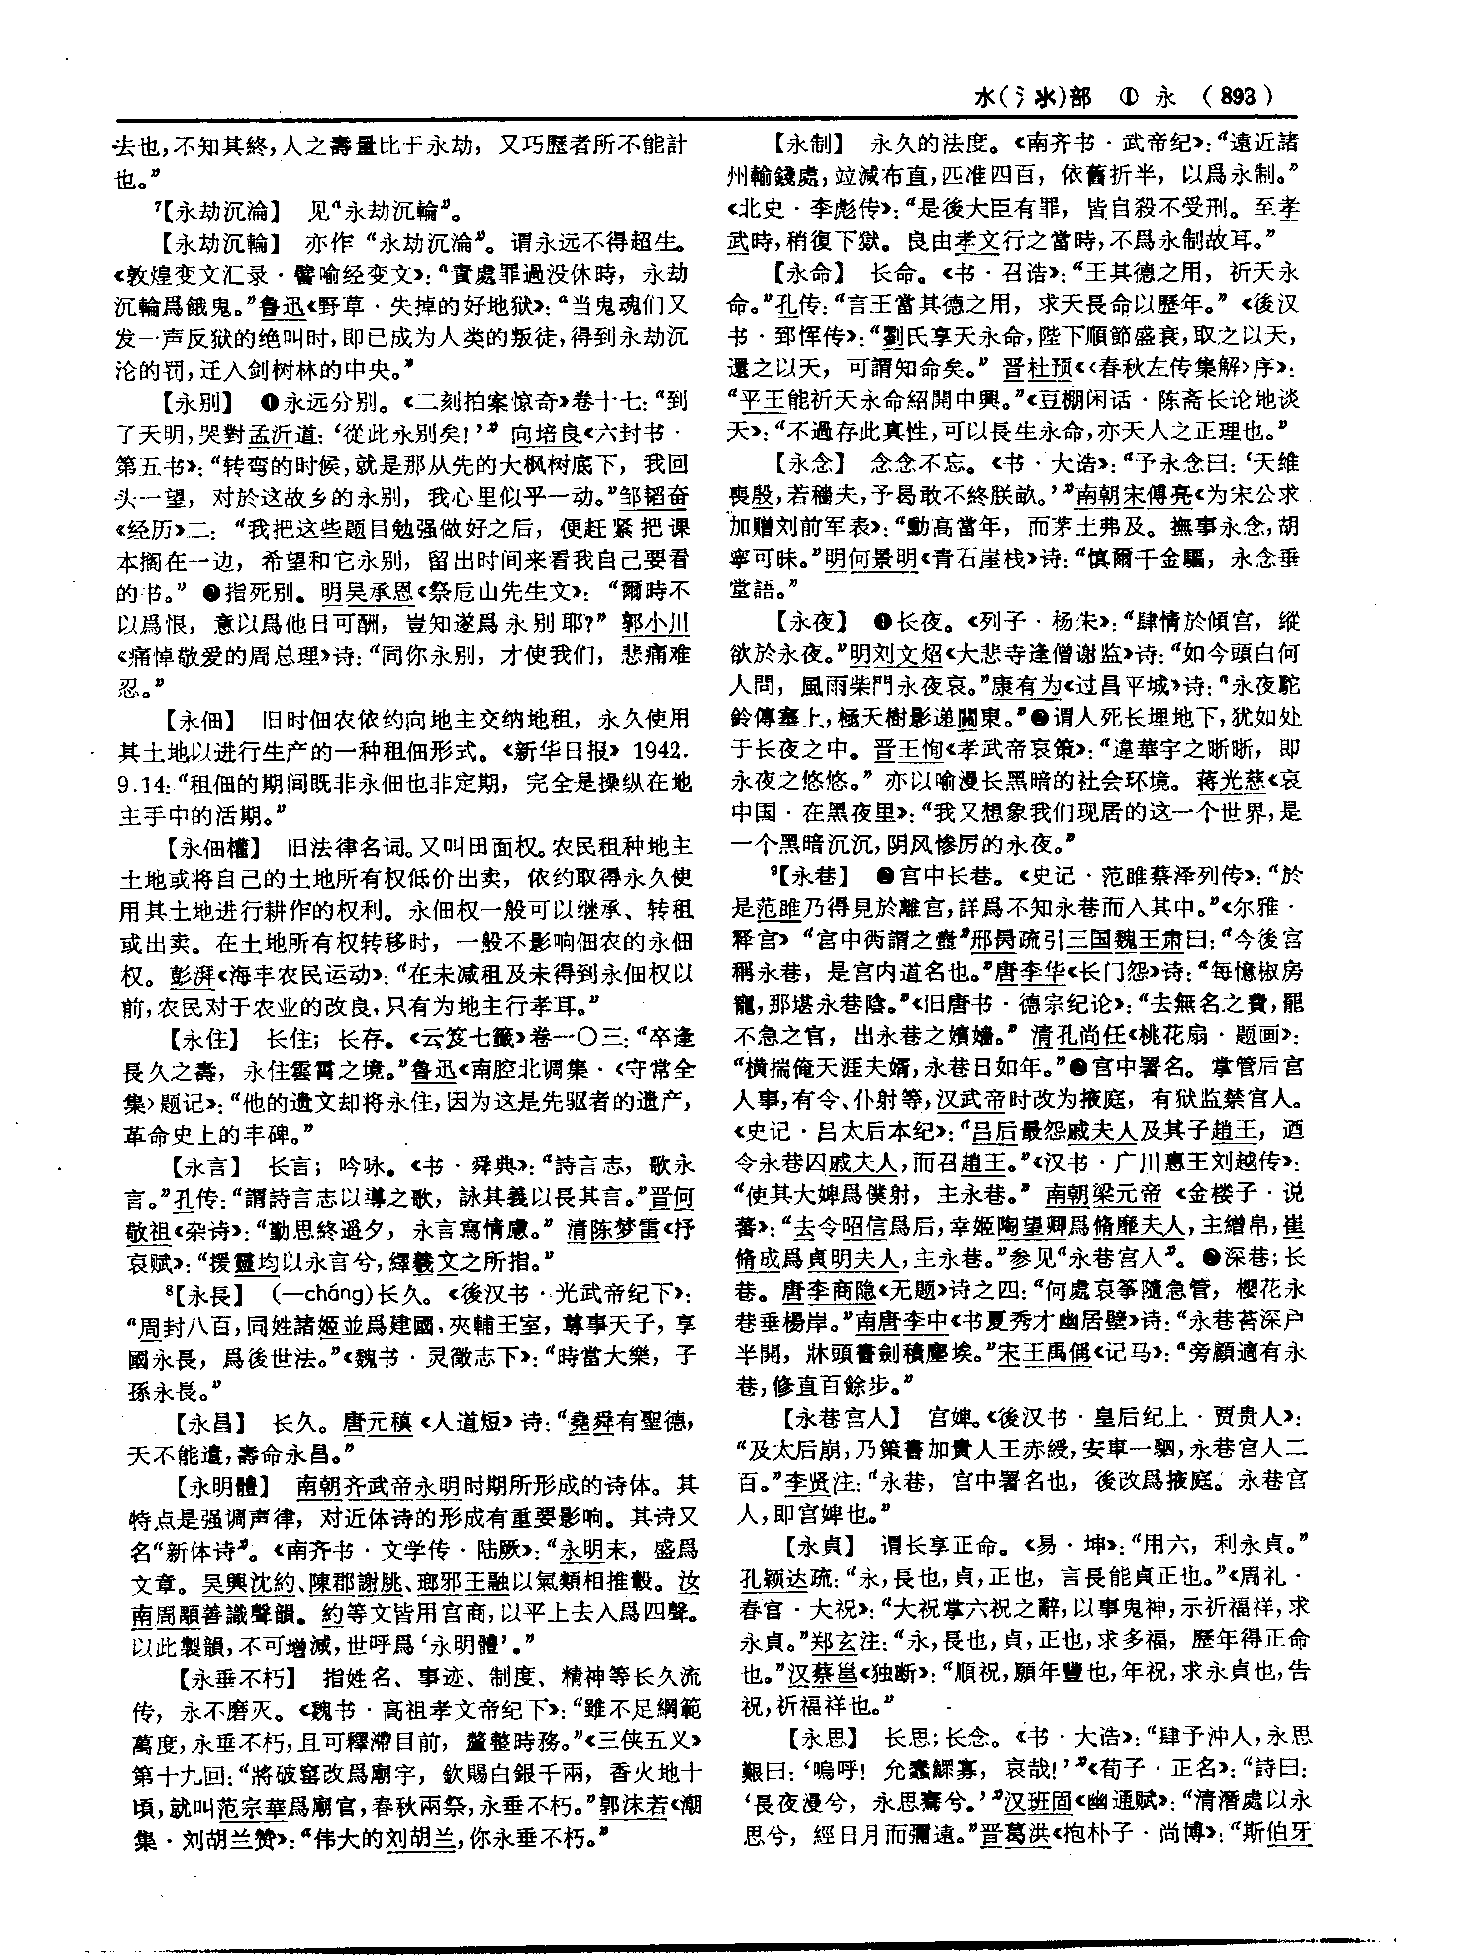 水(氵氺)部　① 永　(893)
去也，不知其終，人之壽量比于永劫，又巧歷者所不能計
也。”
⁷【永劫沉淪】　见“永劫沉輪”。
【永劫沉輪】　亦作“永劫沉淪”。谓永远不得超生。
《敦煌变文汇录·譬喻经变文》：“實處罪過没休時，永劫
沉輪爲餓鬼。”鲁迅《野草·失掉的好地狱》：“当鬼魂们又
发一声反狱的绝叫时，即已成为人类的叛徒，得到永劫沉
沦的罚，迁入剑树林的中央。”
【永别】　❶永远分别。《二刻拍案惊奇》卷十七：“到
了天明，哭對孟沂道：‘從此永别矣！’”向培良《六封书·
第五书》：“转弯的时候，就是那从先的大枫树底下，我回
头一望，对於这故乡的永别，我心里似乎一动。”邹韬奋
《经历》二：“我把这些题目勉强做好之后，便赶紧把课
本搁在一边，希望和它永别，留出时间来看我自己要看
的书。”❷指死别。明吴承恩《祭卮山先生文》：“爾時不
以爲恨，意以爲他日可酬，豈知遂爲永别耶？”郭小川
《痛悼敬爱的周总理》诗：“同你永别，才使我们，悲痛难
忍。”
【永佃】　旧时佃农依约向地主交纳地租，永久使用
其土地以进行生产的一种租佃形式。《新华日报》1942.
9.14：“租佃的期间既非永佃也非定期，完全是操纵在地
主手中的活期。”
【永佃權】　旧法律名词。又叫田面权。农民租种地主
土地或将自己的土地所有权低价出卖，依约取得永久使
用其土地进行耕作的权利。永佃权一般可以继承、转租
或出卖。在土地所有权转移时，一般不影响佃农的永佃
权。彭湃《海丰农民运动》：“在未减租及未得到永佃权以
前，农民对于农业的改良，只有为地主行孝耳。”
【永住】　长住；长存。《云笈七籤》卷一〇三：“卒逢
長久之壽，永住雲霄之境。”鲁迅《南腔北调集·〈守常全
集〉题记》：“他的遗文却将永住，因为这是先驱者的遗产，
革命史上的丰碑。”
【永言】　长言；吟咏。《书·舜典》：“詩言志，歌永
言。”孔传：“謂詩言志以導之歌，詠其義以長其言。”晋何
敬祖《杂诗》：“勤思終遥夕，永言寫情慮。”清陈梦雷《抒
哀赋》：“援靈均以永言兮，繹羲文之所指。”
⁸【永長】　(—cháng)长久。《後汉书·光武帝纪下》：
“周封八百，同姓諸姬並爲建國，夾輔王室，尊事天子，享
國永長，爲後世法。”《魏书·灵徵志下》：“時當大樂，子
孫永長。”
【永昌】　长久。唐元稹《人道短》诗：“堯舜有聖德，
天不能遣，壽命永昌。”
【永明體】　南朝齐武帝永明时期所形成的诗体。其
特点是强调声律，对近体诗的形成有重要影响。其诗又
名“新体诗”。《南齐书·文学传·陆厥》：“永明末，盛爲
文章。吴興沈約、陳郡謝朓、瑯邪王融以氣類相推轂。汝
南周顒善識聲韻。約等文皆用宫商，以平上去入爲四聲。
以此製韻，不可增減，世呼爲‘永明體’。”
【永垂不朽】　指姓名、事迹、制度、精神等长久流
传，永不磨灭。《魏书·高祖孝文帝纪下》：“雖不足綱範
萬度，永垂不朽，且可釋滯目前，釐整時務。”《三侠五义》
第十九回：“將破窑改爲廟宇，欽賜白銀千兩，香火地十
頃，就叫范宗華爲廟官，春秋兩祭，永垂不朽。”郭沫若《潮
集·刘胡兰赞》：“伟大的刘胡兰，你永垂不朽。”
【永制】　永久的法度。《南齐书·武帝纪》：“遠近諸
州輸錢處，竝減布直，匹准四百，依舊折半，以爲永制。”
《北史·李彪传》：“是後大臣有罪，皆自殺不受刑。至孝
武時，稍復下獄。良由孝文行之當時，不爲永制故耳。”
【永命】　长命。《书·召诰》：“王其德之用，祈天永
命。”孔传：“言王當其德之用，求天長命以歷年。”《後汉
书·郅恽传》：“劉氏享天永命，陛下順節盛衰，取之以天，
還之以天，可謂知命矣。”晋杜预《〈春秋左传集解〉序》：
“平王能祈天永命紹開中興。”《豆棚闲话·陈斋长论地谈
天》：“不過存此真性，可以長生永命，亦天人之正理也。”
【永念】　念念不忘。《书·大诰》：“予永念曰：‘天維
喪殷，若穡夫，予曷敢不終朕畝。’”南朝宋傅亮《为宋公求
加赠刘前军表》：“勳高當年，而茅土弗及。撫事永念，胡
寧可昧。”明何景明《青石崖栈》诗：“慎爾千金軀，永念垂
堂語。”
【永夜】　❶长夜。《列子·杨朱》：“肆情於傾宫，縱
欲於永夜。”明刘文炤《大悲寺逢僧谢监》诗：“如今頭白何
人問，風雨柴門永夜哀。”康有为《过昌平城》诗：“永夜駝
鈴傳塞上，極天樹影递關東。”❷谓人死长埋地下，犹如处
于长夜之中。晋王恂《孝武帝哀策》：“違華宇之晰晰，即
永夜之悠悠。”亦以喻漫长黑暗的社会环境。蒋光慈《哀
中国·在黑夜里》：“我又想象我们现居的这一个世界，是
一个黑暗沉沉，阴风惨厉的永夜。”
⁹【永巷】　❶宫中长巷。《史记·范雎蔡泽列传》：“於
是范雎乃得見於離宫，詳爲不知永巷而入其中。”《尔雅·
释宫》“宫中衖謂之壼”邢昺疏引三国魏王肃曰：“今後宫
稱永巷，是宫内道名也。”唐李华《长门怨》诗：“每憶椒房
寵，那堪永巷陰。”《旧唐书·德宗纪论》：“去無名之費，罷
不急之官，出永巷之嬪嬙。”清孔尚任《桃花扇·题画》：
“横揣俺天涯夫婿，永巷日如年。”❷宫中署名。掌管后宫
人事，有令、仆射等，汉武帝时改为掖庭，有狱监禁宫人。
《史记·吕太后本纪》：“吕后最怨戚夫人及其子趙王，迺
令永巷囚戚夫人，而召趙王。”《汉书·广川惠王刘越传》：
“使其大婢爲僕射，主永巷。”南朝梁元帝《金楼子·说
蕃》：“去令昭信爲后，幸姬陶望卿爲脩靡夫人，主繒帛，崔
脩成爲貞明夫人，主永巷。”参见“永巷宫人”。❸深巷；长
巷。唐李商隐《无题》诗之四：“何處哀筝隨急管，櫻花永
巷垂楊岸。”南唐李中《书夏秀才幽居壁》诗：“永巷苔深户
半開，牀頭書劍積塵埃。”宋王禹偁《记马》：“旁顧適有永
巷，修直百餘步。”
【永巷宫人】　宫婢。《後汉书·皇后纪上·贾贵人》：
“及太后崩，乃策書加貴人王赤綬，安車一駟，永巷宫人二
百。”李贤注：“永巷，宫中署名也，後改爲掖庭。永巷宫
人，即宫婢也。”
【永貞】　谓长享正命。《易·坤》：“用六，利永貞。”
孔颖达疏：“永，長也，貞，正也，言長能貞正也。”《周礼·
春官·大祝》：“大祝掌六祝之辭，以事鬼神，示祈福祥，求
永貞。”郑玄注：“永，長也，貞，正也，求多福，歷年得正命
也。”汉蔡邕《独断》：“順祝，願年豐也，年祝，求永貞也，告
祝，祈福祥也。”
【永思】　长思；长念。《书·大诰》：“肆予沖人，永思
艱曰：‘嗚呼！允蠢鰥寡，哀哉！’”《荀子·正名》：“詩曰：
‘長夜漫兮，永思騫兮。’”汉班固《幽通赋》：“清潛處以永
思兮，經日月而彌遠。”晋葛洪《抱朴子·尚博》：“斯伯牙